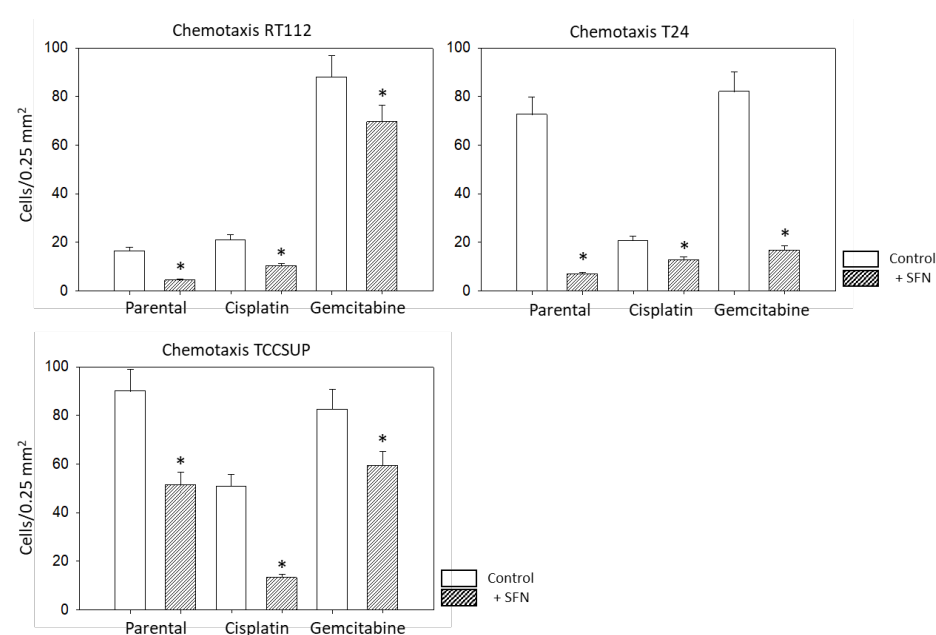 Chemotaxis RT112
100
80
60
40
20
0
Cells/0.25 mm²
*
*
*
Parental Cisplatin Gemcitabine
Chemotaxis T24
100
80
60
40
20
0
*
*
*
Parental Cisplatin Gemcitabine
Control
+ SFN
Chemotaxis TCCSUP
100
80
60
40
20
0
Cells/0.25 mm²
*
*
*
Parental Cisplatin Gemcitabine
Control
+ SFN